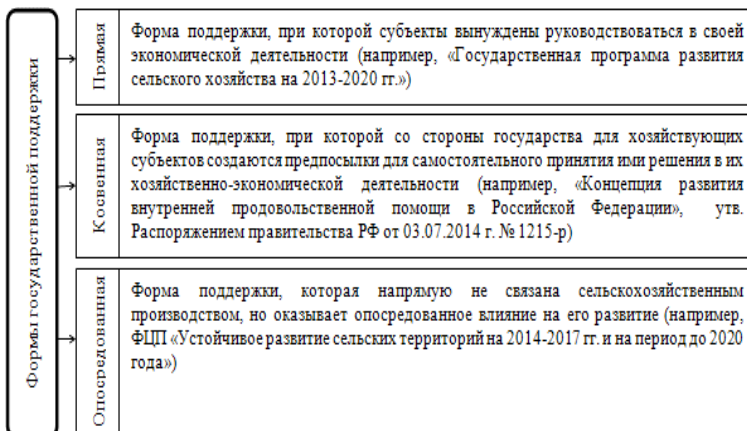 Формы государственной поддержки
Прямая
Форма поддержки, при которой субъекты вынуждены руководствоваться в своей
экономической деятельности (например, «Государственная программа развития
сельского хозяйства на 2013-2020 гг.»)
Косвенная
Форма поддержки, при которой со стороны государства для хозяйствующих
субъектов создаются предпосылки для самостоятельного принятия ими решения в их
хозяйственно-экономической деятельности (например, «Концепция развития
внутренней продовольственной помощи в Российской Федерации», утв.
Распоряжением правительства РФ от 03.07.2014 г. № 1215-р)
Опосредованная
Форма поддержки, которая напрямую не связана сельскохозяйственным
производством, но оказывает опосредованное влияние на его развитие (например,
ФЦП «Устойчивое развитие сельских территорий на 2014-2017 гг. и на период до 2020
года»)